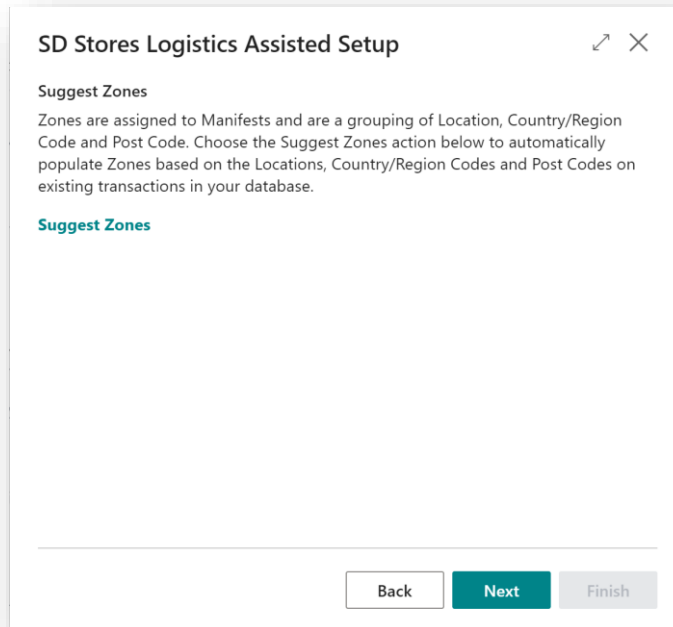 SD Stores Logistics Assisted Setup
Suggest Zones
Zones are assigned to Manifests and are a grouping of Location, Country/Region
Code and Post Code. Choose the Suggest Zones action below to automatically
populate Zones based on the Locations, Country/Region Codes and Post Codes on
existing transactions in your database.
Suggest Zones
Back
Next
Finish